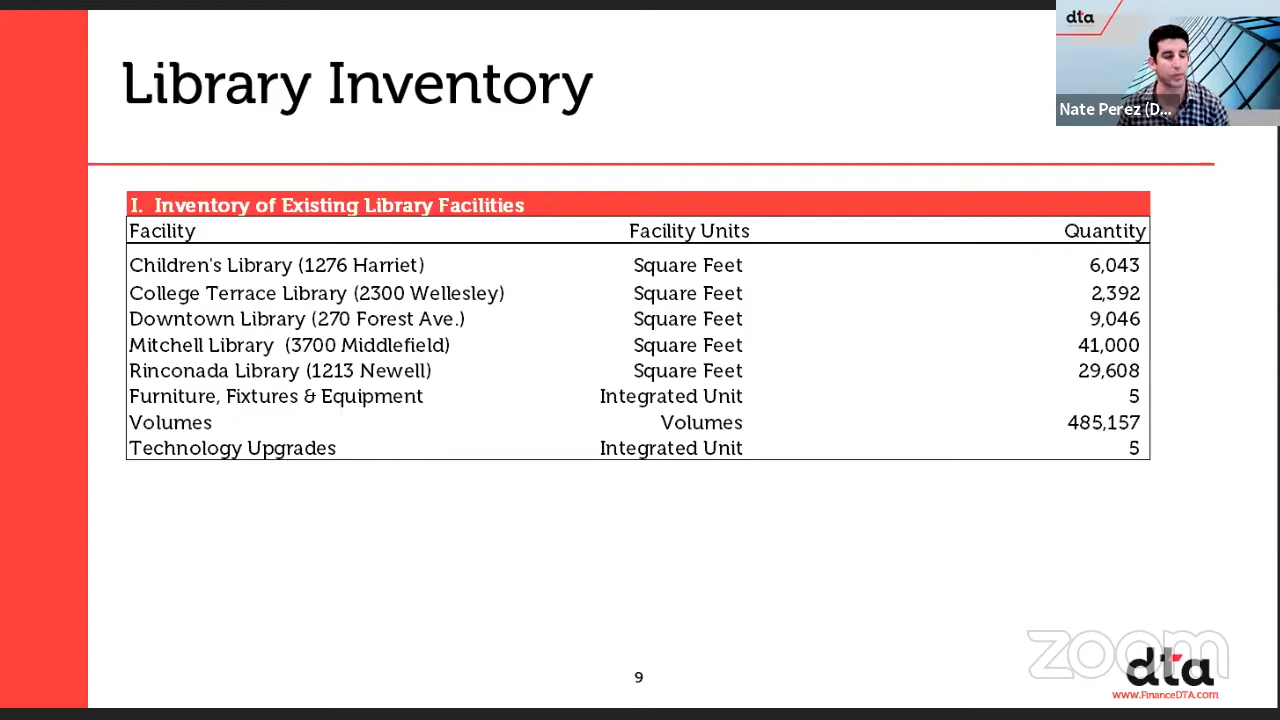 Library Inventory
dta
Nate Perez (D...
I. Inventory of Existing Library Facilities
Facility Facility Units Quantity
Children's Library (1276 Harriet) Square Feet 6,043
College Terrace Library (2300 Wellesley) Square Feet 2,392
Downtown Library (270 Forest Ave.) Square Feet 9,046
Mitchell Library (3700 Middlefield) Square Feet 41,000
Rinconada Library (1213 Newell) Square Feet 29,608
Furniture, Fixtures & Equipment Integrated Unit 5
Volumes Volumes 485,157
Technology Upgrades Integrated Unit 5
zoom
dta
www.FinanceDTA.com
9